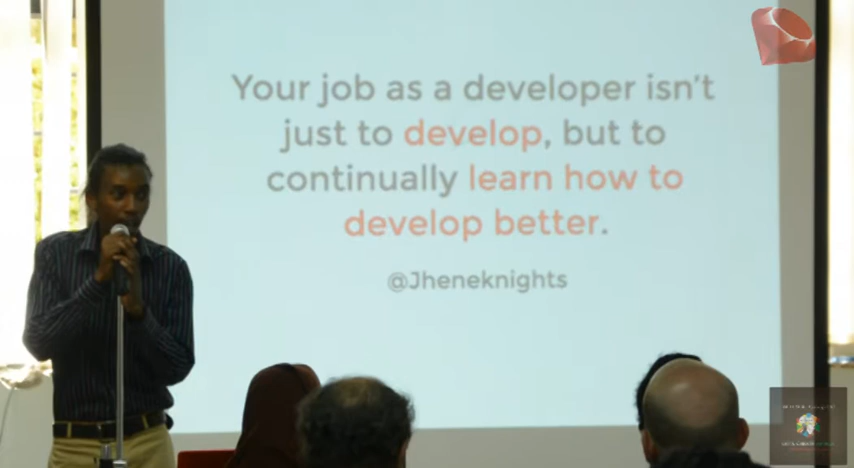 Your job as a developer isn't
just to develop, but to
continually learn how to
develop better.
@Jheneknights